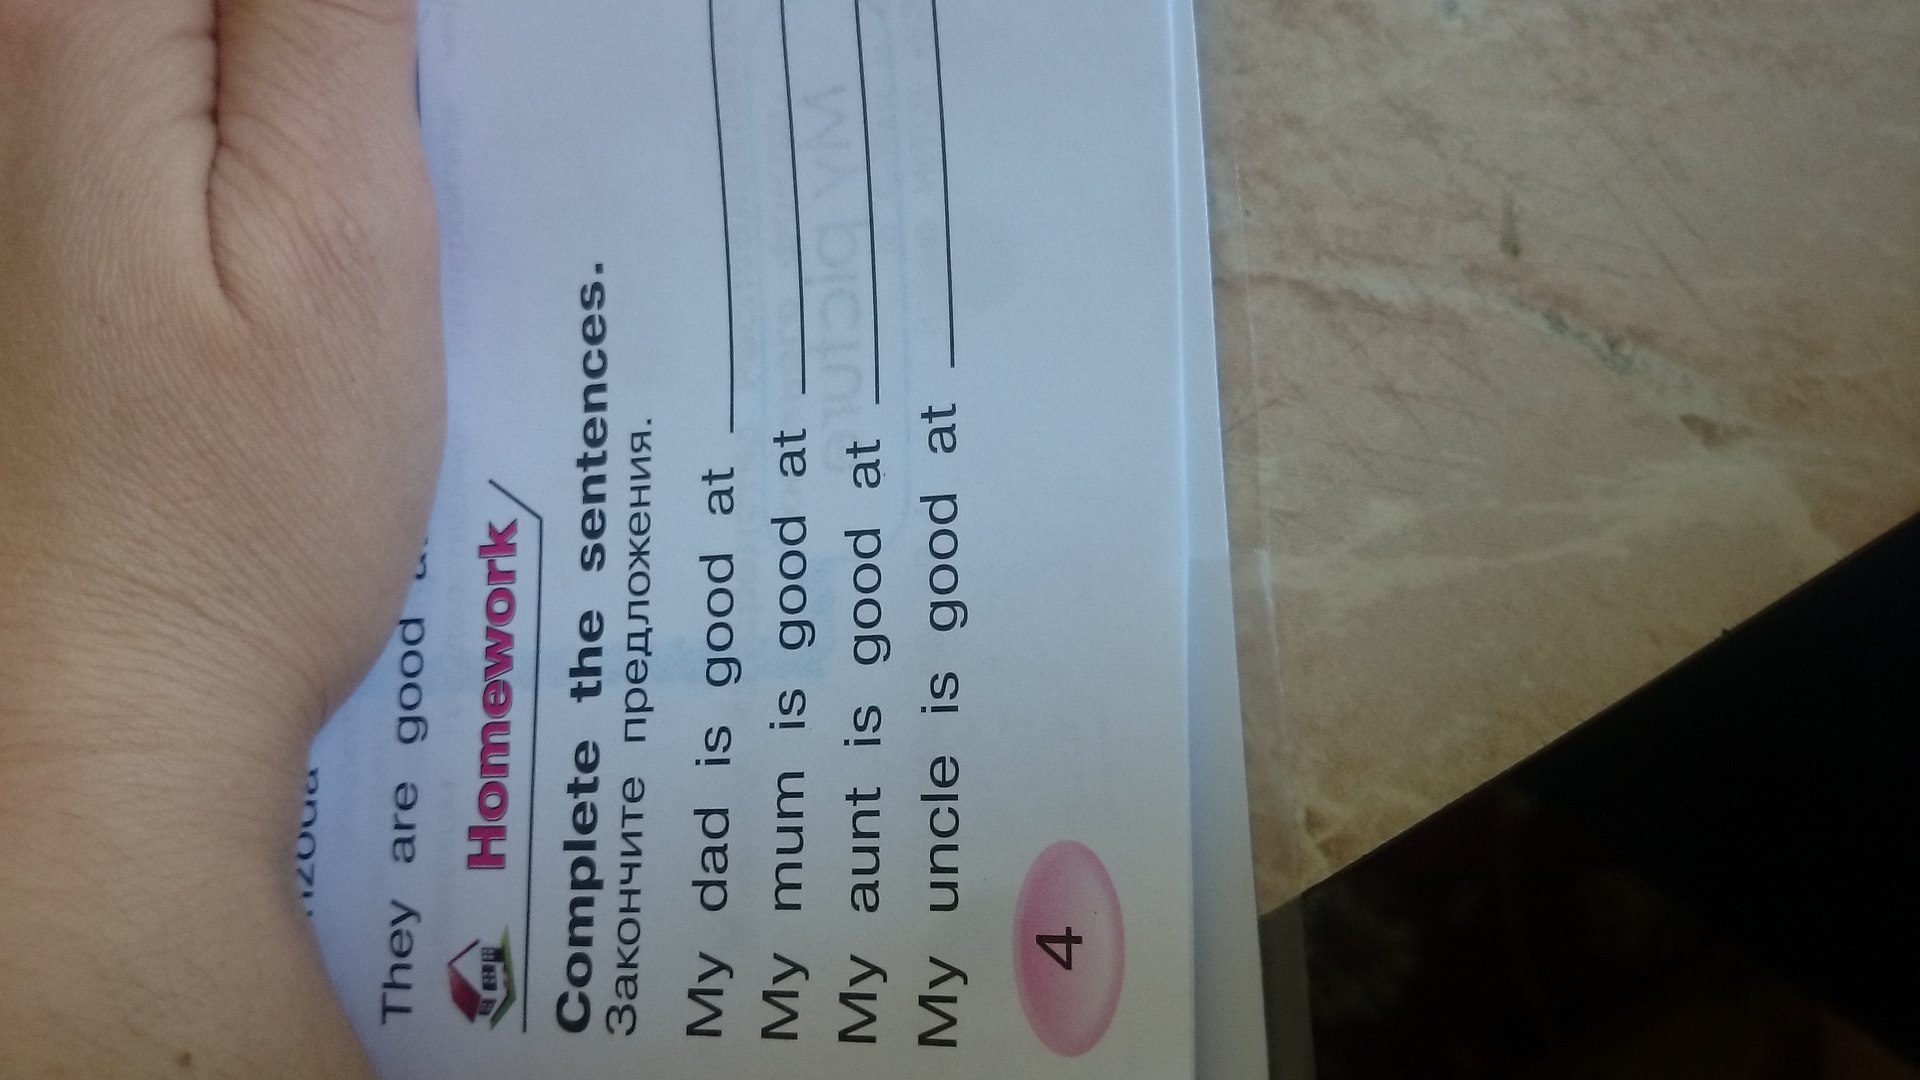 They are good
Homework
Complete the sentences.
Закончите предложения.
My dad is good at
My mum is good at
My aunt is good at
My uncle is good at
4